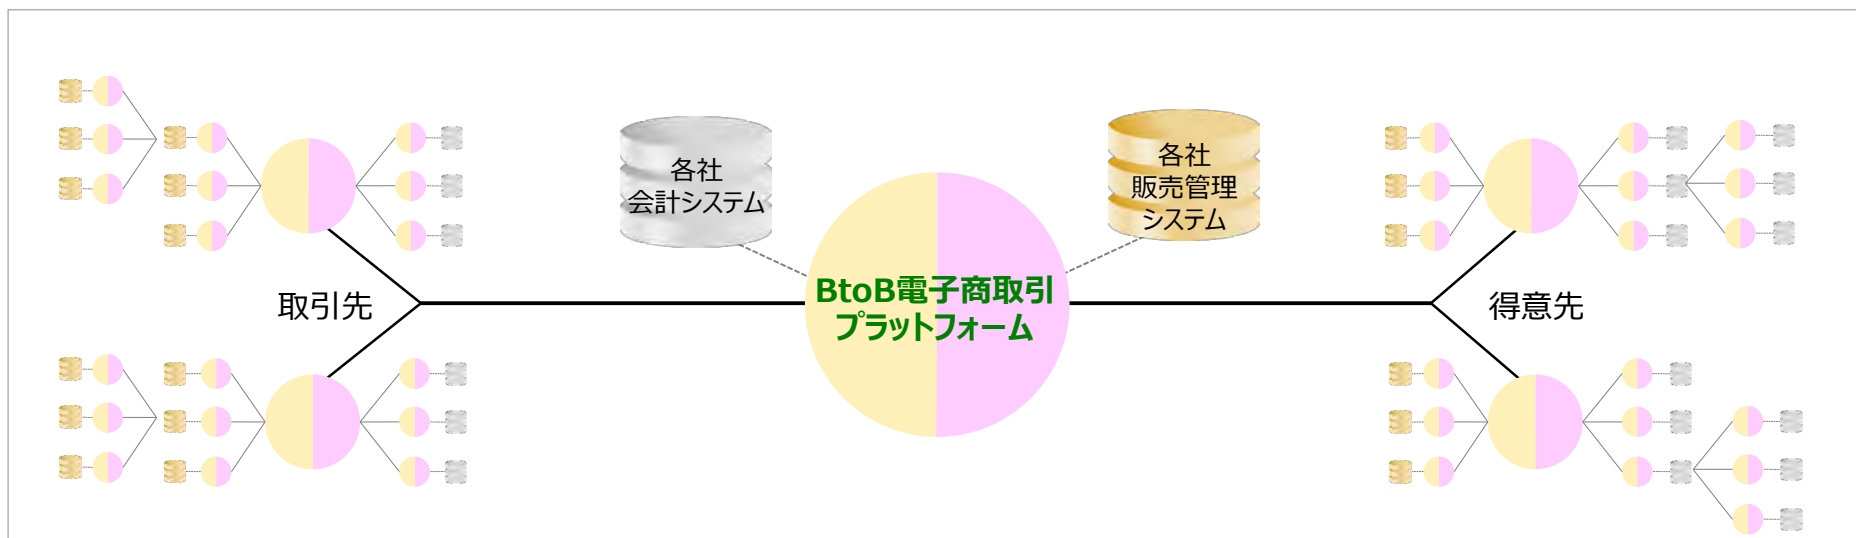 各社
会計システム
各社
販売管理
システム
BtoB電子商取引
プラットフォーム
取引先
得意先